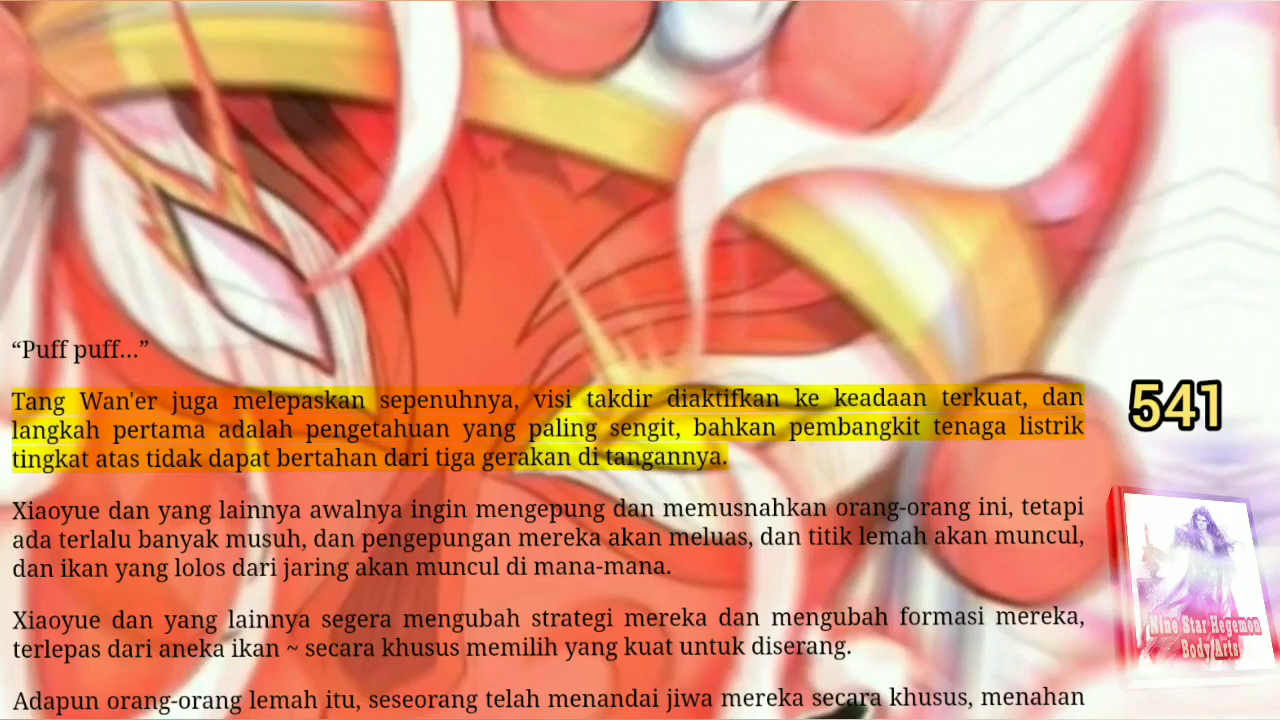 “Puff puff...”
Tang Wan'er juga melepaskan sepenuhnya, visi takdir diaktifkan ke keadaan terkuat, dan
langkah pertama adalah pengetahuan yang paling sengit, bahkan pembangkit tenaga listrik
tingkat atas tidak dapat bertahan dari tiga gerakan di tangannya.
541
Xiaoyue dan yang lainnya awalnya ingin mengepung dan memusnahkan orang-orang ini, tetapi
ada terlalu banyak musuh, dan pengepungan mereka akan meluas, dan titik lemah akan muncul,
dan ikan yang lolos dari jaring akan muncul di mana-mana.
Xiaoyue dan yang lainnya segera mengubah strategi mereka dan mengubah formasi mereka,
terlepas dari aneka ikan ~ secara khusus memilih yang kuat untuk diserang.
Nine Star Hegemon
Body Arts
Adapun orang-orang lemah itu, seseorang telah menandai jiwa mereka secara khusus, menahan